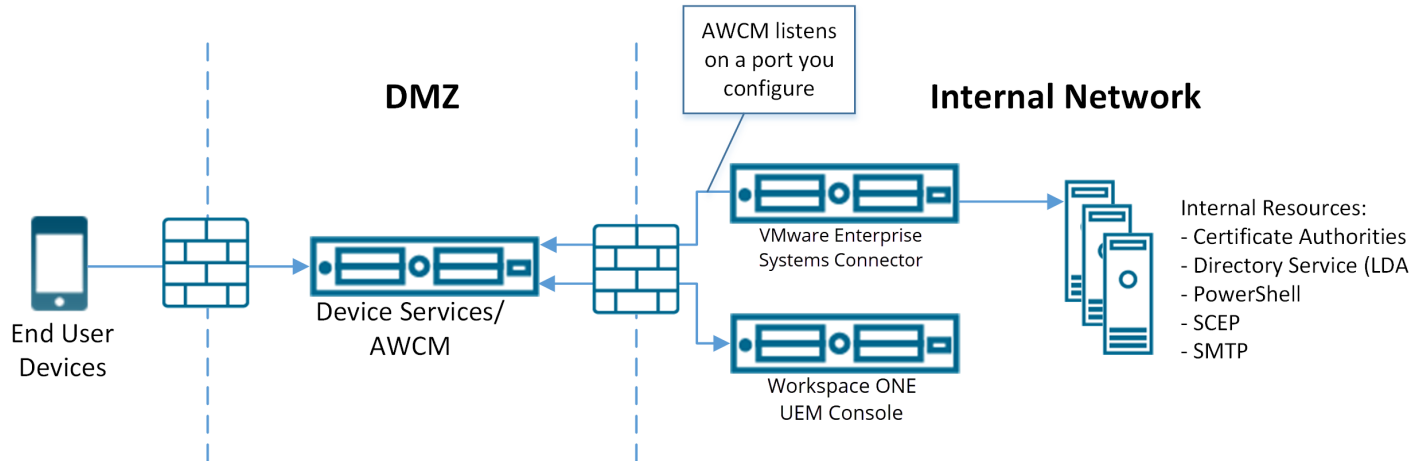 AWCM listens
on a port you
configure
DMZ
Internal Network
End User
Devices
Device Services/
AWCM
VMware Enterprise
Systems Connector
Workspace ONE
UEM Console
Internal Resources:
- Certificate Authorities
- Directory Service (LDA
- PowerShell
- SCEP
- SMTP